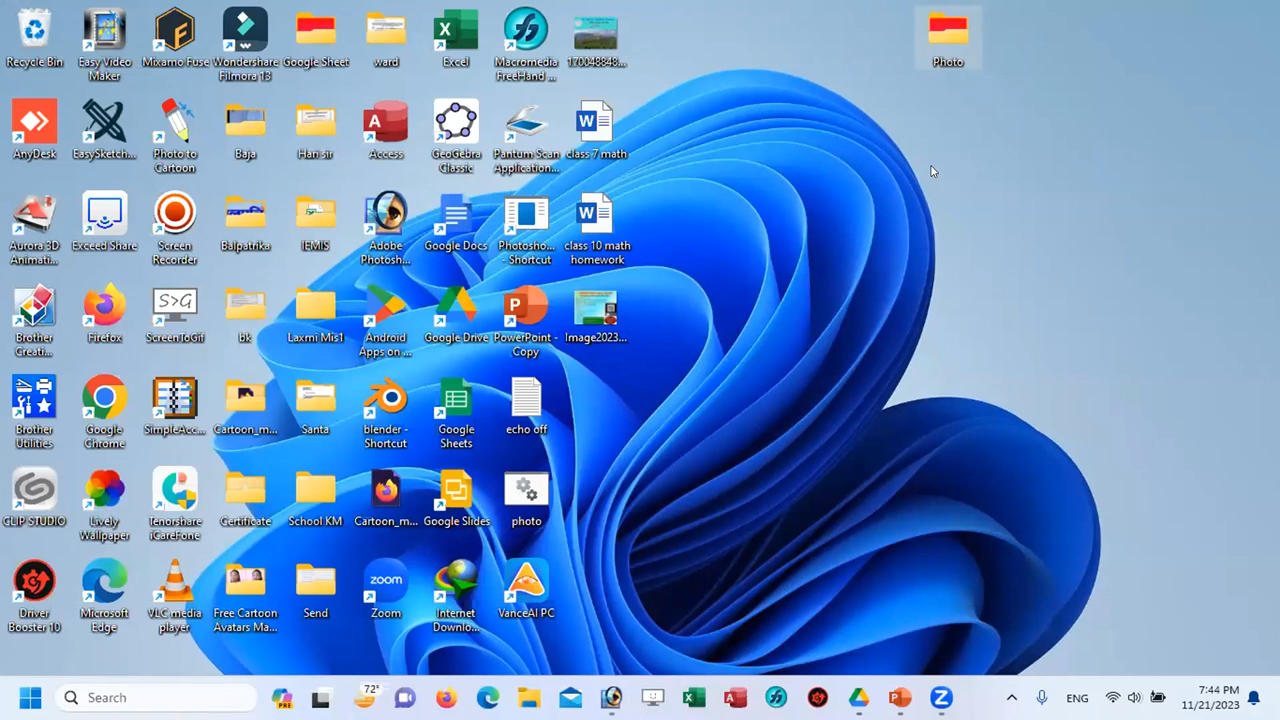 Recycle Bin
Easy Video
Maker
Mixamo Fuse
Wondershare
Filmora 13
Google Sheet
ward
Excel
Macromedia
FreeHand ...
170048848...
Photo
AnyDesk
EasySketch...
Photo to
Cartoon
Baja
Hari sir
Access
GeoGebra
Classic
Pantum Scan
Application...
class 7 math
Aurora 3D
Animati...
Exceed Share
Screen
Recorder
Balpatrika
IEMIS
Adobe
Photosh...
Google Docs
Photosho...
- Shortcut
class 10 math
homework
Brother
Creati...
Firefox
S>G
ScreenToGif
bk
Laxmi Mis1
Android
Apps on ...
Google Drive
PowerPoint -
Copy
Image2023...
Brother
Utilities
Google
Chrome
SimpleAcc...
Cartoon_m...
Santa
blender -
Shortcut
Google
Sheets
echo off
CLIP STUDIO
Lively
Wallpaper
Tenorshare
iCareFone
Certificate
School KM
Cartoon_m...
Google Slides
photo
Driver
Booster 10
Microsoft
Edge
VLC media
player
Free Cartoon
Avatars Ma...
Send
zoom
Zoom
Internet
Downlo...
VanceAI PC
Search
PRE
72°
ENG
7:44 PM
11/21/2023